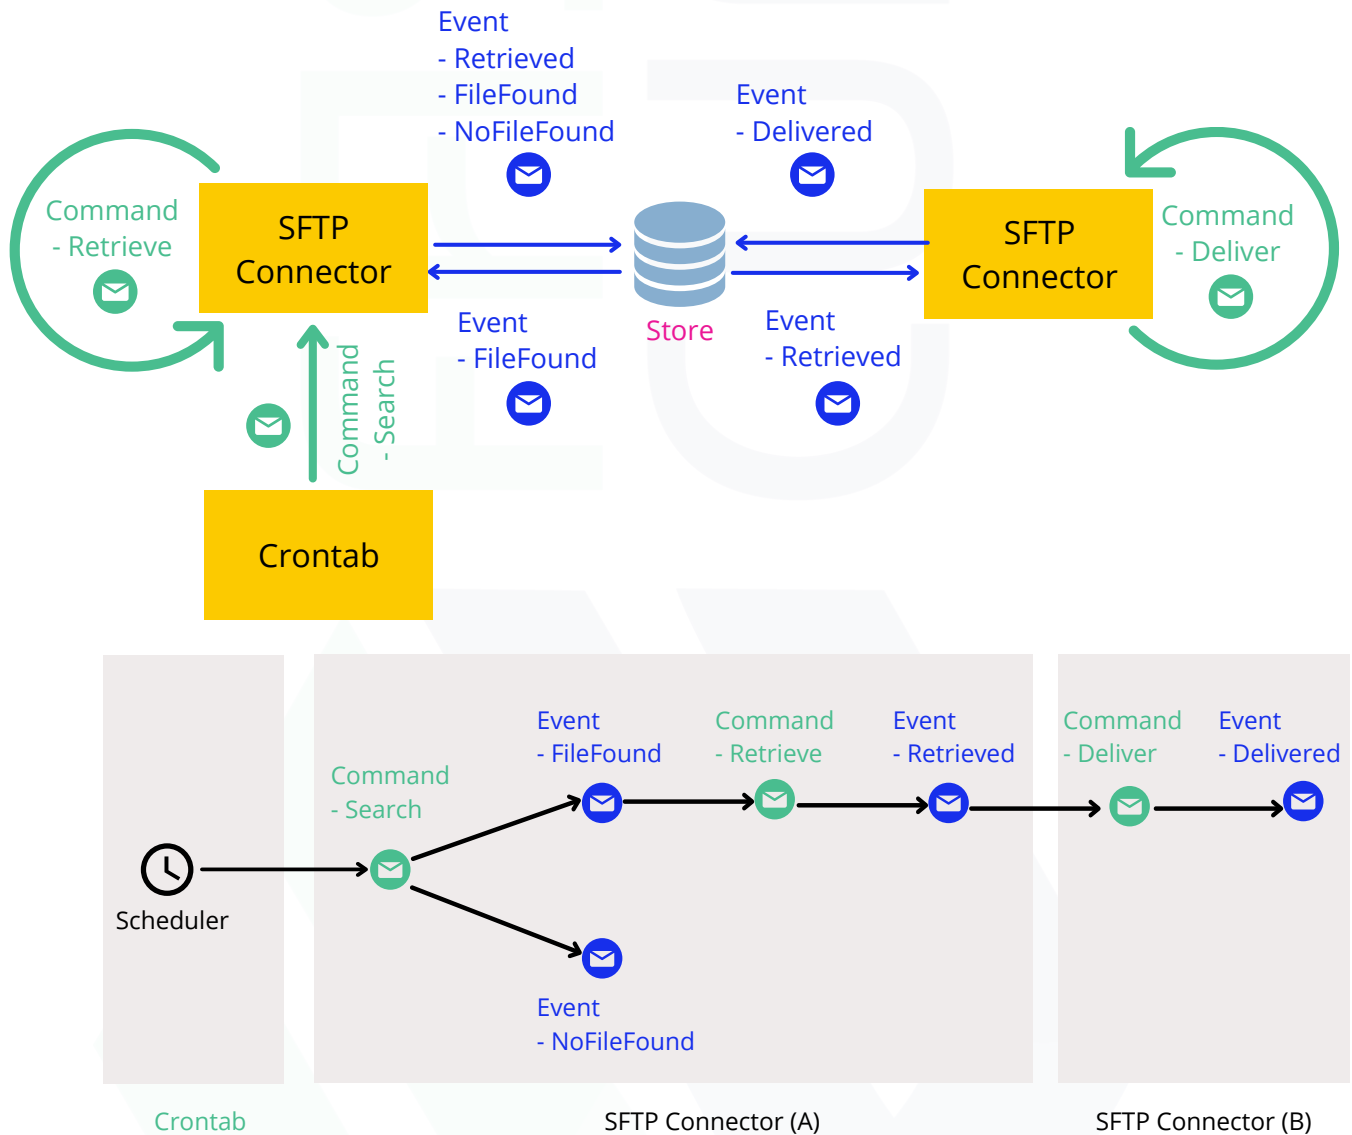 Event
- Retrieved
- FileFound
- NoFileFound
Event
- Delivered
Command
- Retrieve
SFTP
Connector
SFTP
Connector
Command
- Deliver
Store
Event
- FileFound
Event
- Retrieved
Command
- Search
Crontab
Event
- FileFound
Command
- Retrieve
Event
- Retrieved
Command
- Deliver
Event
- Delivered
Command
- Search
Scheduler
Event
- NoFileFound
Crontab
SFTP Connector (A)
SFTP Connector (B)